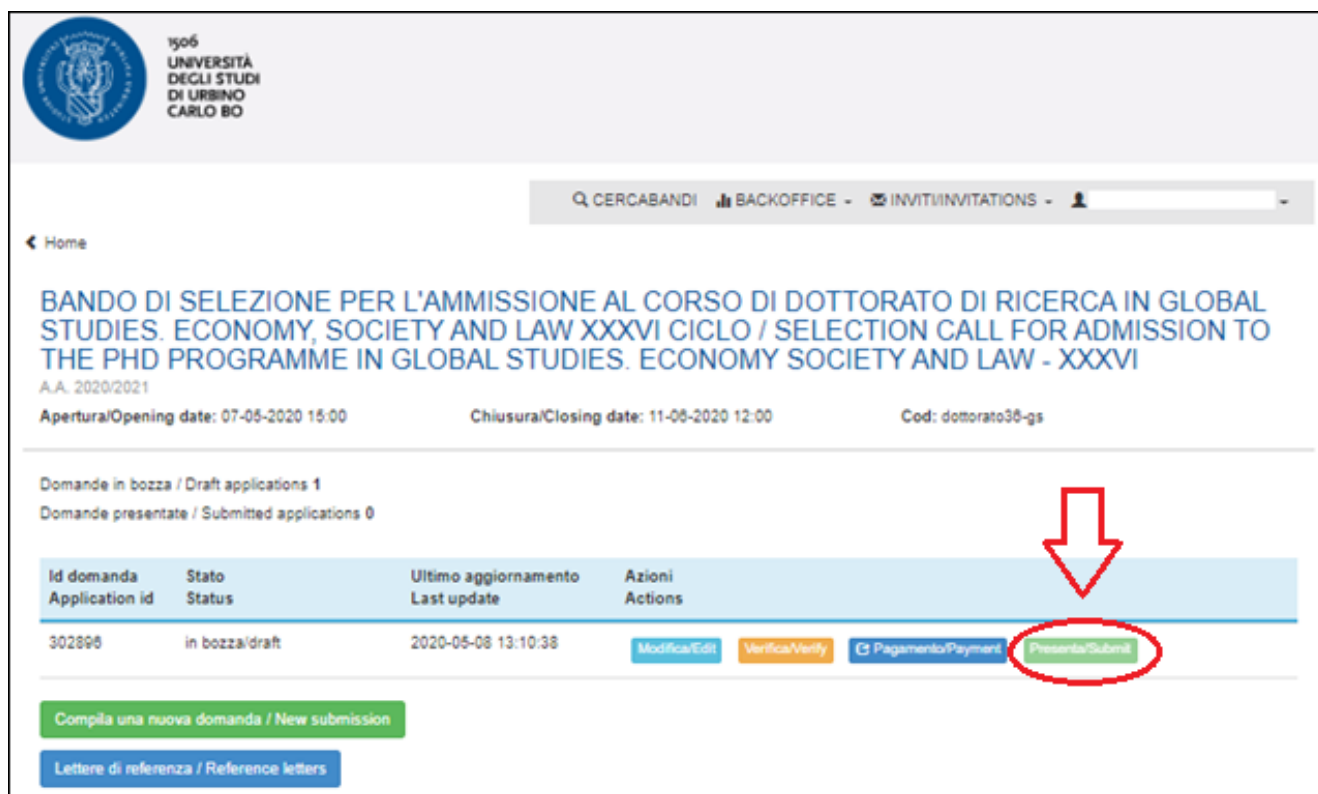 1506
UNIVERSITÀ
DEGLI STUDI
DI URBINO
CARLO BO
CERCABANDI BACKOFFICE INVITI/INVITATIONS
Home
BANDO DI SELEZIONE PER L'AMMISSIONE AL CORSO DI DOTTORATO DI RICERCA IN GLOBAL
STUDIES. ECONOMY, SOCIETY AND LAW XXXVI CICLO / SELECTION CALL FOR ADMISSION TO
THE PHD PROGRAMME IN GLOBAL STUDIES. ECONOMY SOCIETY AND LAW - XXXVI
A.A. 2020/2021
Apertura/Opening date: 07-05-2020 15:00 Chiusura/Closing date: 11-06-2020 12:00 Cod: dottorato36-gs
Domande in bozza / Draft applications 1
Domande presentate / Submitted applications 0
Id domanda Stato Ultimo aggiornamento Azioni
Application id Status Last update Actions
302896 in bozza/draft 2020-05-08 13:10:38 Modifica/Edit Verifica/Verify Pagamento/Payment Presenta/Submit
Compila una nuova domanda / New submission
Lettere di referenza / Reference letters